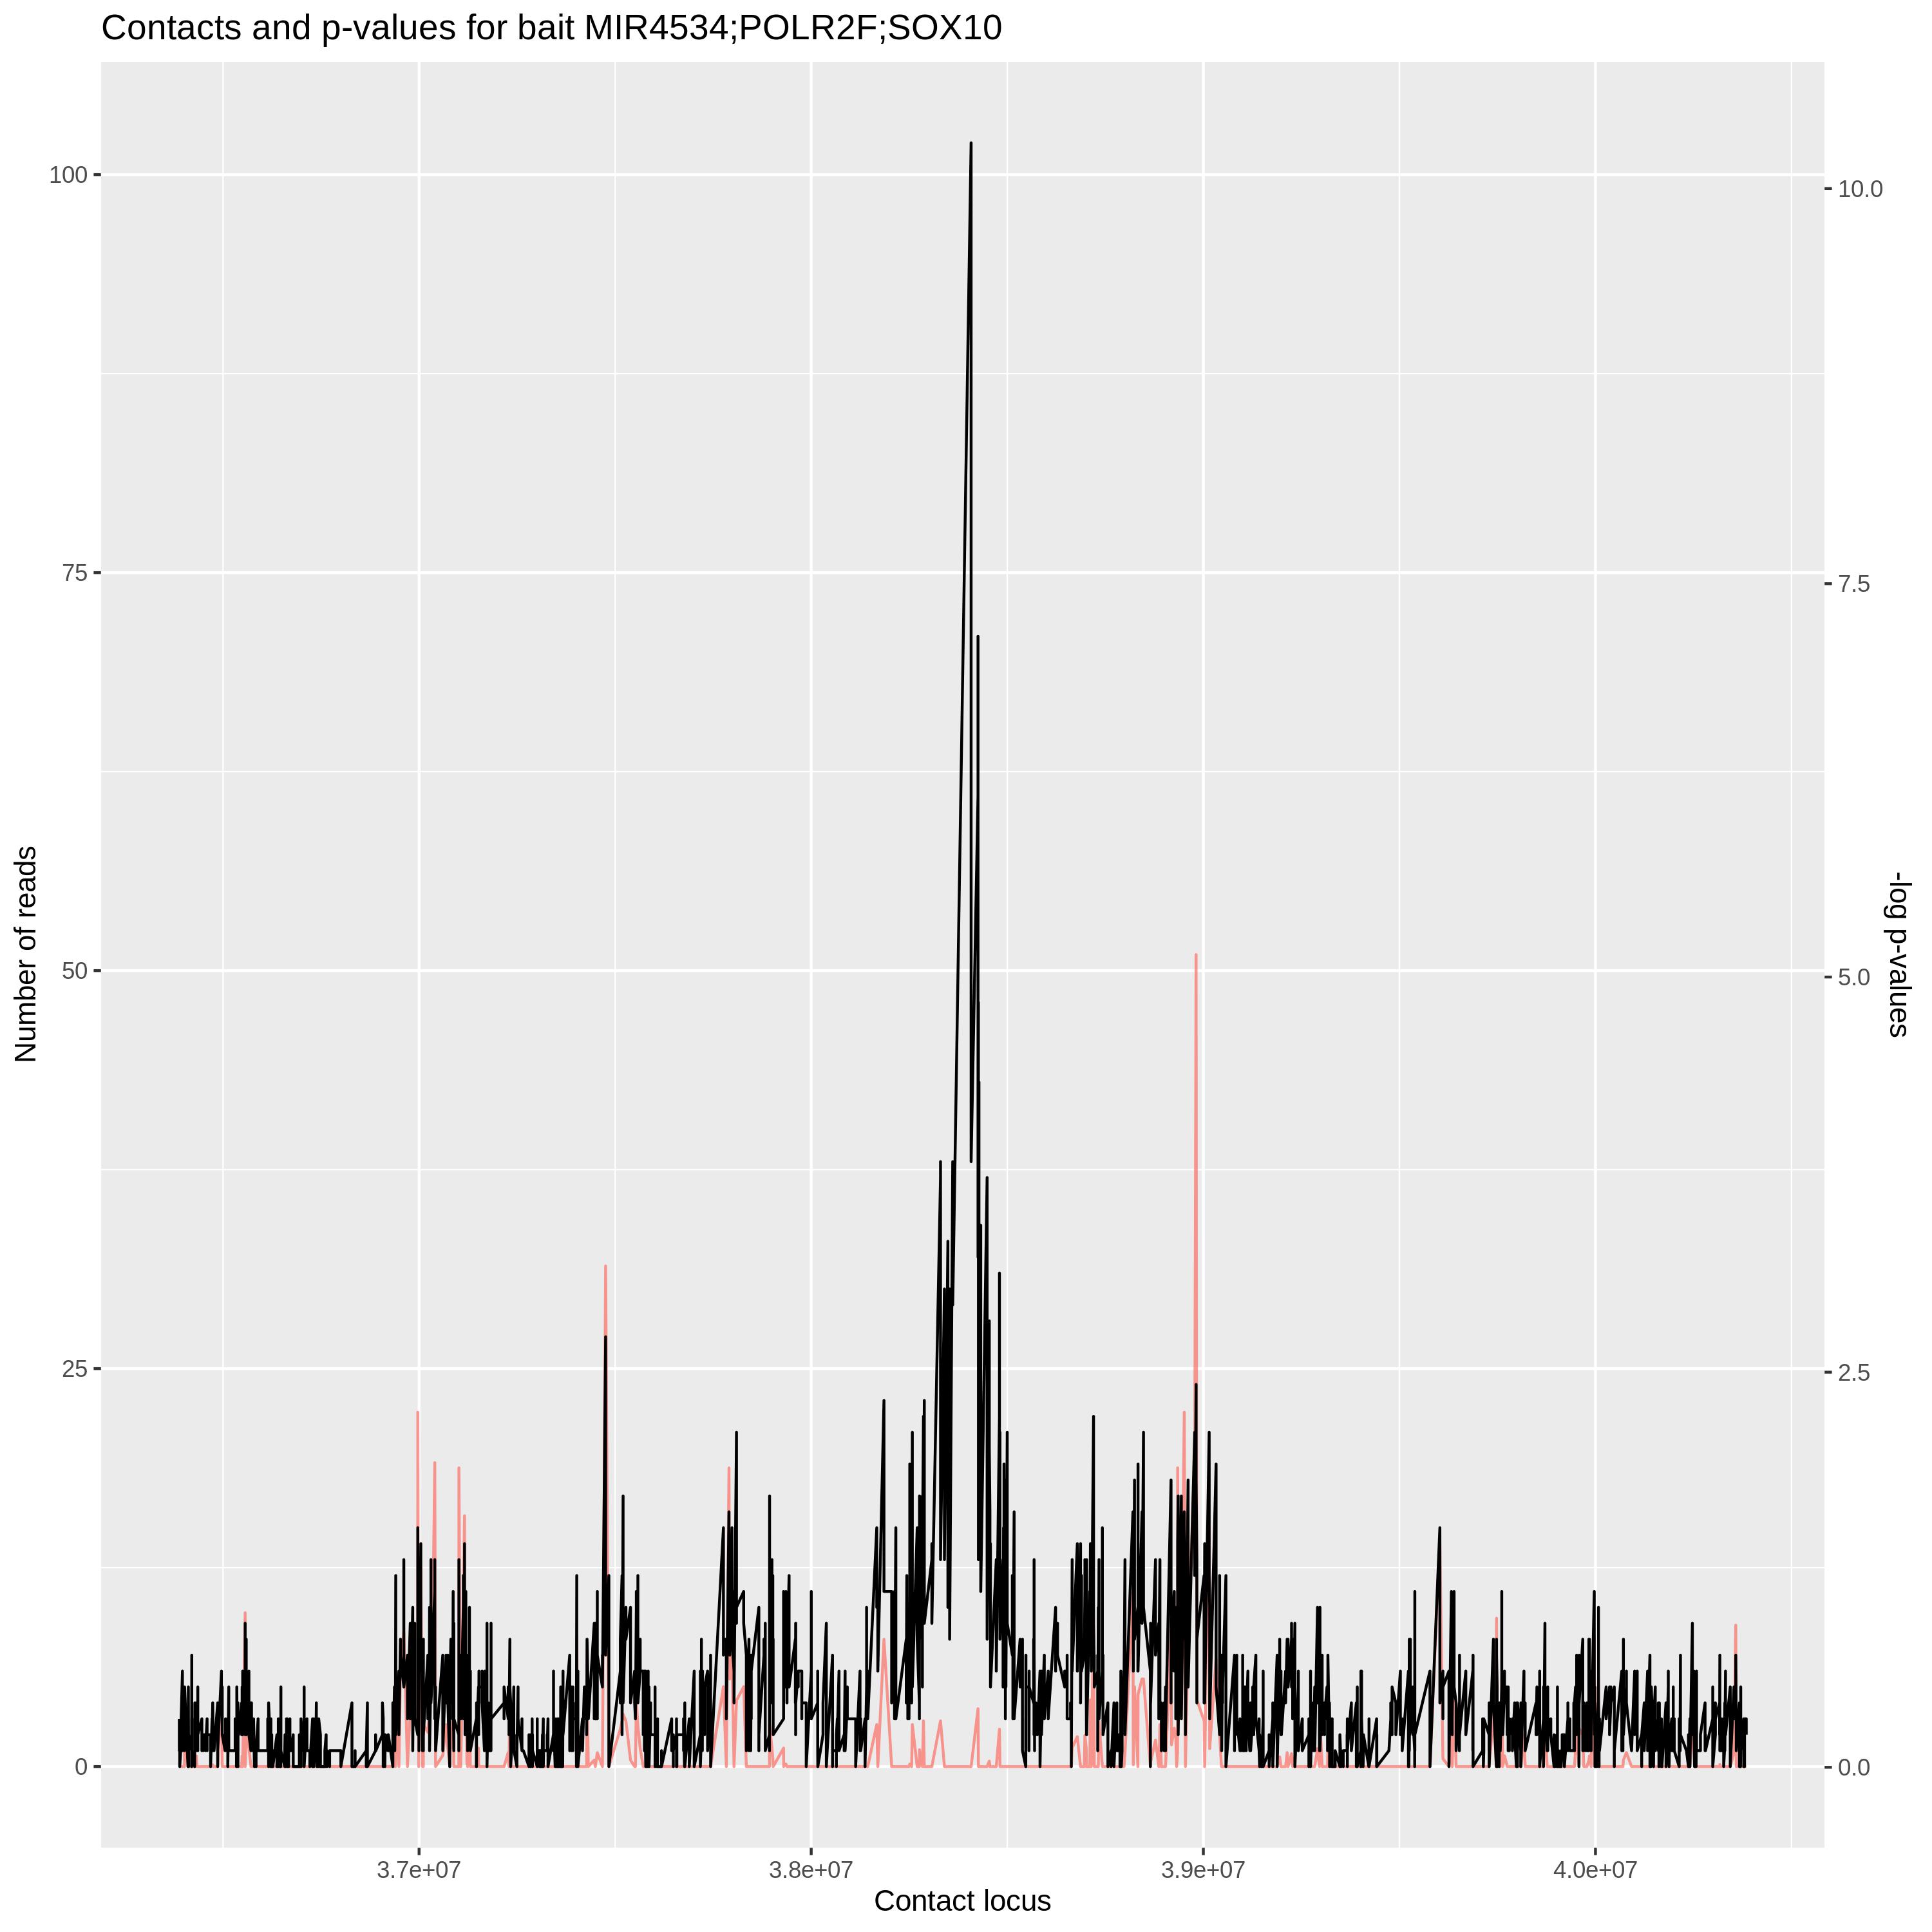 Contacts and p-values for bait MIR4534;POLR2F;SOX10
100
75
50
25
0
Number of reads
10.0
7.5
5.0
2.5
0.0
-log p-values
3.7e+07
3.8e+07
3.9e+07
4.0e+07
Contact locus